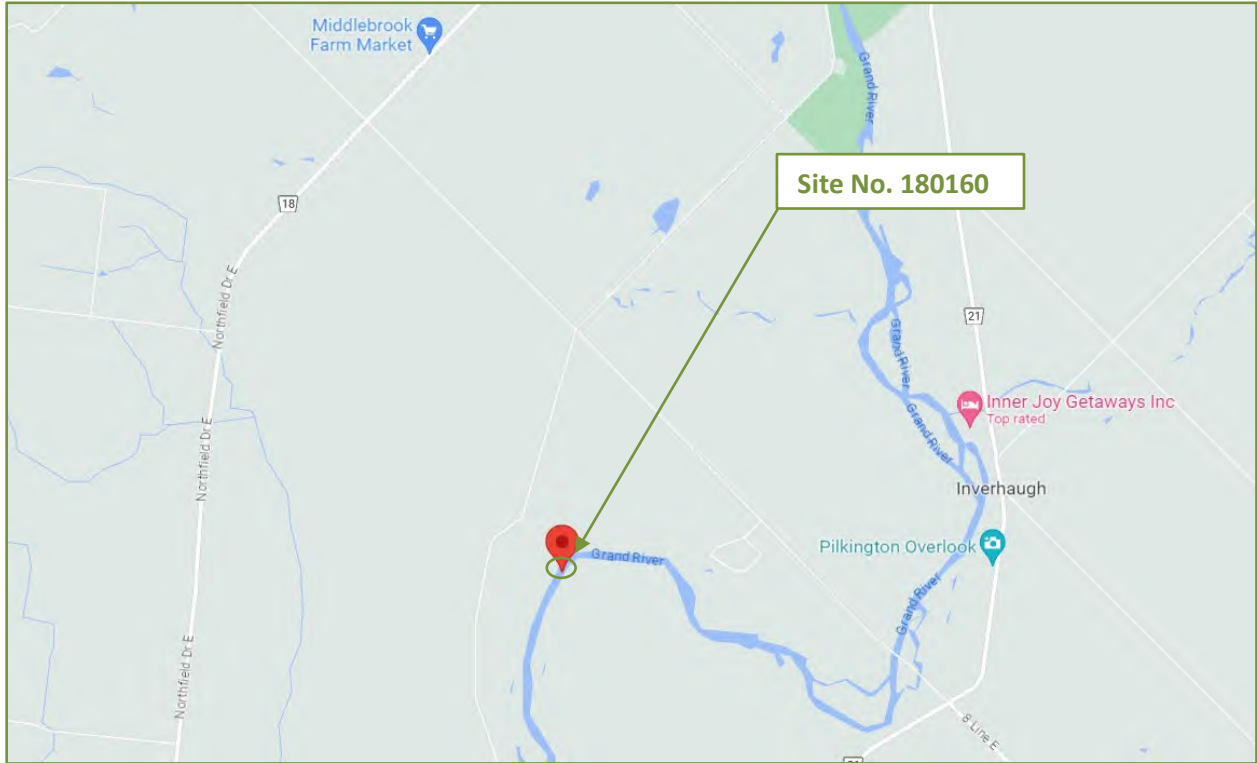 Middlebrook
Farm Market
Grand River
Site No. 180160
18
Northfield Dr E
21
Grand River
Grand River
Inner Joy Getaways Inc
Top rated
Northfield Dr E
Inverhaugh
Pilkington Overlook
Grand River
Grand River
Northfield Dr E
8 Line E
21